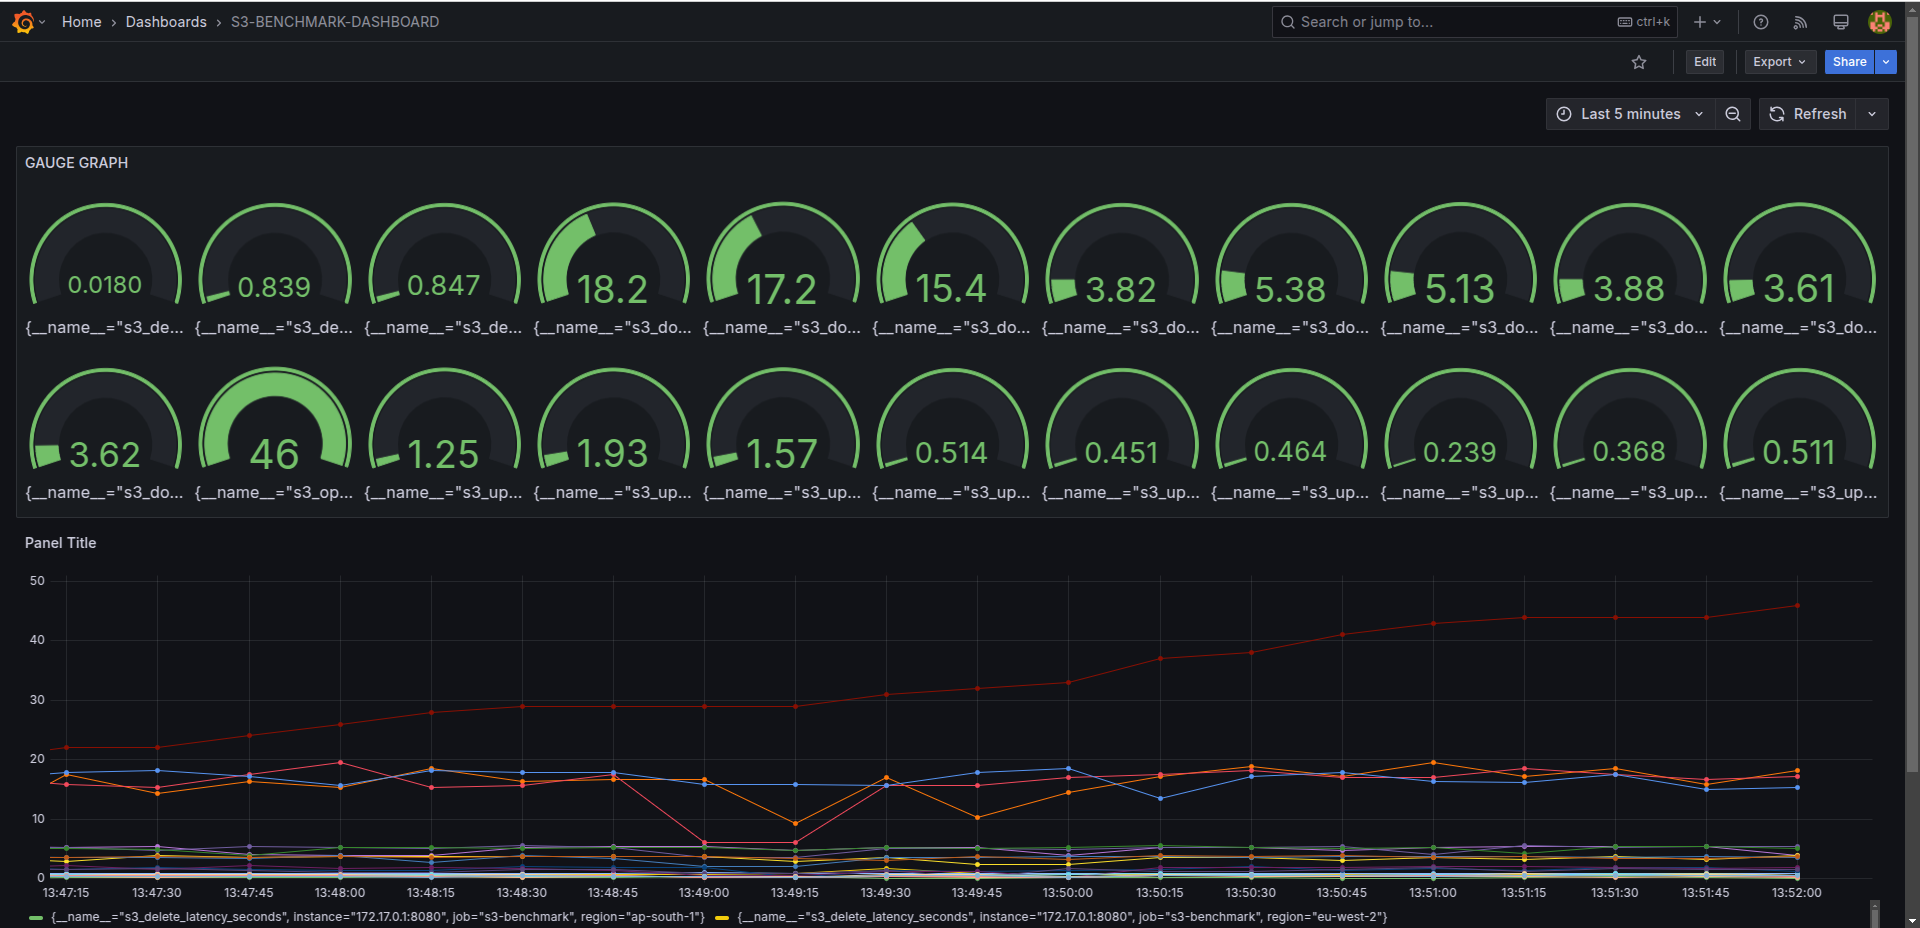 Home › Dashboards › S3-BENCHMARK-DASHBOARD
Search or jump to... ctrl+k
Edit Export Share
Last 5 minutes Refresh
GAUGE GRAPH
0.0180 0.839 0.847 18.2 17.2 15.4 3.82 5.38 5.13 3.88 3.61
{__name__="s3_de... {__name__="s3_de... {__name__="s3_de... {__name__="s3_do... {__name__="s3_do... {__name__="s3_do... {__name__="s3_do... {__name__="s3_do... {__name__="s3_do... {__name__="s3_do... {__name__="s3_do...
3.62 46 1.25 1.93 1.57 0.514 0.451 0.464 0.239 0.368 0.511
{__name__="s3_do... {__name__="s3_op... {__name__="s3_up... {__name__="s3_up... {__name__="s3_up... {__name__="s3_up... {__name__="s3_up... {__name__="s3_up... {__name__="s3_up... {__name__="s3_up... {__name__="s3_up...
Panel Title
50
40
30
20
10
0
13:47:15 13:47:30 13:47:45 13:48:00 13:48:15 13:48:30 13:48:45 13:49:00 13:49:15 13:49:30 13:49:45 13:50:00 13:50:15 13:50:30 13:50:45 13:51:00 13:51:15 13:51:30 13:51:45 13:52:00
{__name__="s3_delete_latency_seconds", instance="172.17.0.1:8080", job="s3-benchmark", region="ap-south-1"} {__name__="s3_delete_latency_seconds", instance="172.17.0.1:8080", job="s3-benchmark", region="eu-west-2"}